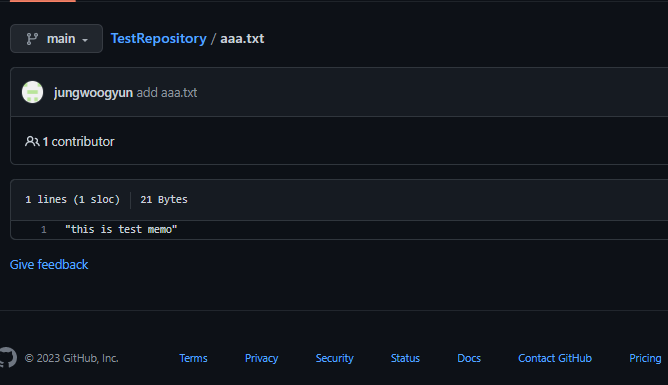 main
TestRepository / aaa.txt
jungwoogyun add aaa.txt
1 contributor
1 lines (1 sloc) 21 Bytes
1 "this is test memo"
Give feedback
© 2023 GitHub, Inc. Terms Privacy Security Status Docs Contact GitHub Pricing